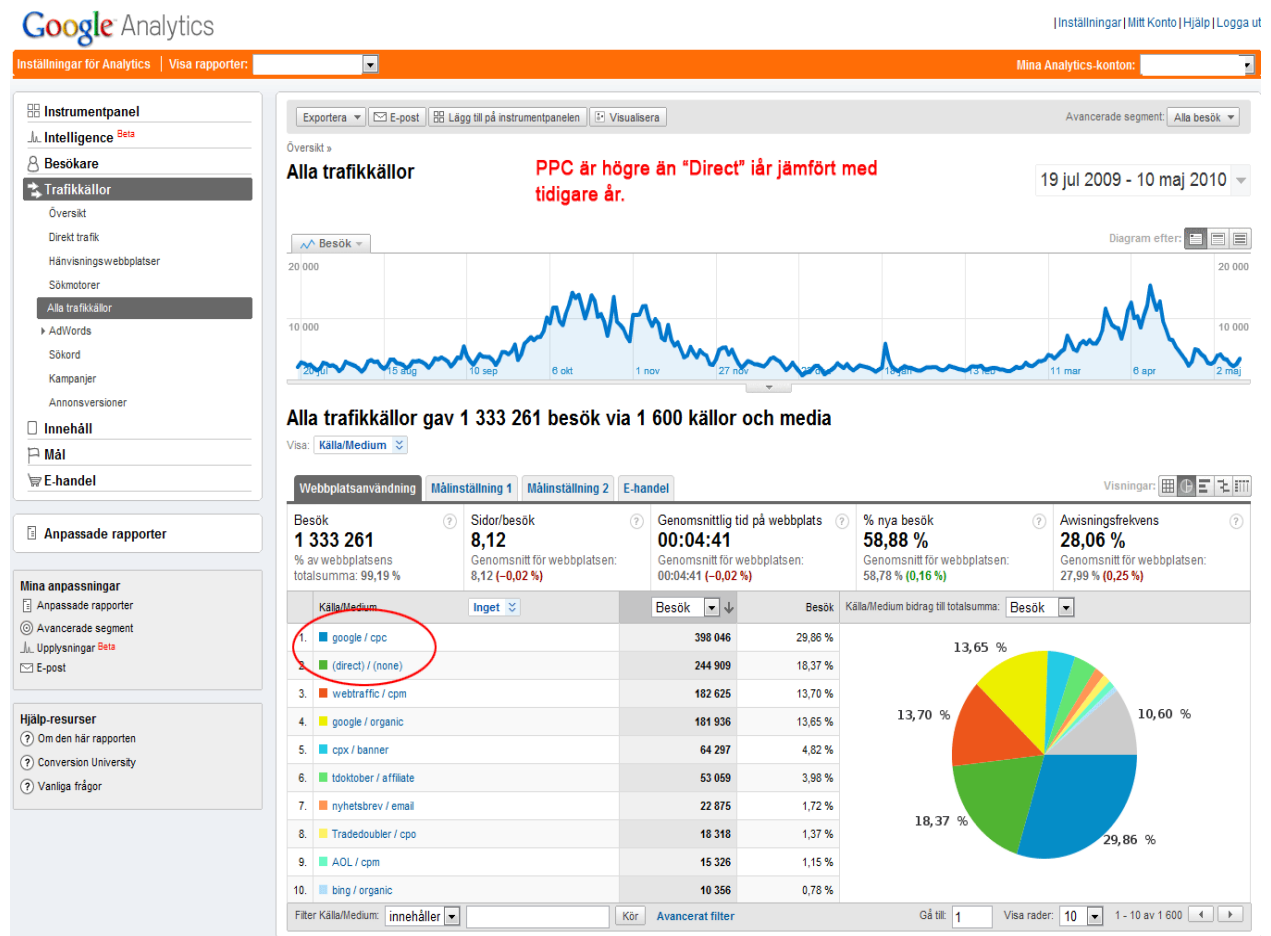 Google Analytics
| Inställningar | Mitt Konto | Hjälp | Logga ut
Inställningar för Analytics | Visa rapporter:
Mina Analytics-konton:
Instrumentpanel
Intelligence Beta
Besökare
Trafikkällor
Översikt
Direkt trafik
Hänvisningswebbplatser
Sökmotorer
Alla trafikkällor
AdWords
Sökord
Kampanjer
Annonsversioner
Innehåll
Mål
E-handel
Anpassade rapporter
Mina anpassningar
Anpassade rapporter
Avancerade segment
Upplysningar Beta
E-post
Hjälp-resurser
Om den här rapporten
Conversion University
Vanliga frågor
Exportera E-post Lägg till på instrumentpanelen Visualisera
Avancerade segment: Alla besök
Översikt »
Alla trafikkällor
PPC är högre än “Direct” iår jämfört med
tidigare år.
19 jul 2009 - 10 maj 2010
Besök
Diagram efter:
20 000 20 000
10 000 10 000
20 jul 15 aug 10 sep 6 okt 1 nov 27 nov 18 jan 13 feb 11 mar 6 apr 2 maj
Alla trafikkällor gav 1 333 261 besök via 1 600 källor och media
Visa: Källa/Medium
Webbplatsanvändning Målinställning 1 Målinställning 2 E-handel
Visningar:
Besök ?
1 333 261
% av webbplatsens
totalsumma: 99,19 %
Sidor/besök ?
8,12
Genomsnitt för webbplatsen:
8,12 (–0,02 %)
Genomsnittlig tid på webbplats ?
00:04:41
Genomsnitt för webbplatsen:
00:04:41 (–0,02 %)
% nya besök ?
58,88 %
Genomsnitt för webbplatsen:
58,78 % (0,16 %)
Avvisningsfrekvens ?
28,06 %
Genomsnitt för webbplatsen:
27,99 % (0,25 %)
Källa/Medium Inget Besök Besök Källa/Medium bidrag till totalsumma: Besök
1. google / cpc 398 046 29,86 %
2. (direct) / (none) 244 909 18,37 %
3. webtraffic / cpm 182 625 13,70 %
4. google / organic 181 936 13,65 %
5. cpx / banner 64 297 4,82 %
6. tdoktober / affiliate 53 059 3,98 %
7. nyhetsbrev / email 22 875 1,72 %
8. Tradedoubler / cpo 18 318 1,37 %
9. AOL / cpm 15 326 1,15 %
10. bing / organic 10 356 0,78 %
13,65 %
13,70 %
10,60 %
18,37 %
29,86 %
Filter Källa/Medium: innehåller Kör Avancerat filter
Gå till: 1 Visa rader: 10 1 - 10 av 1 600